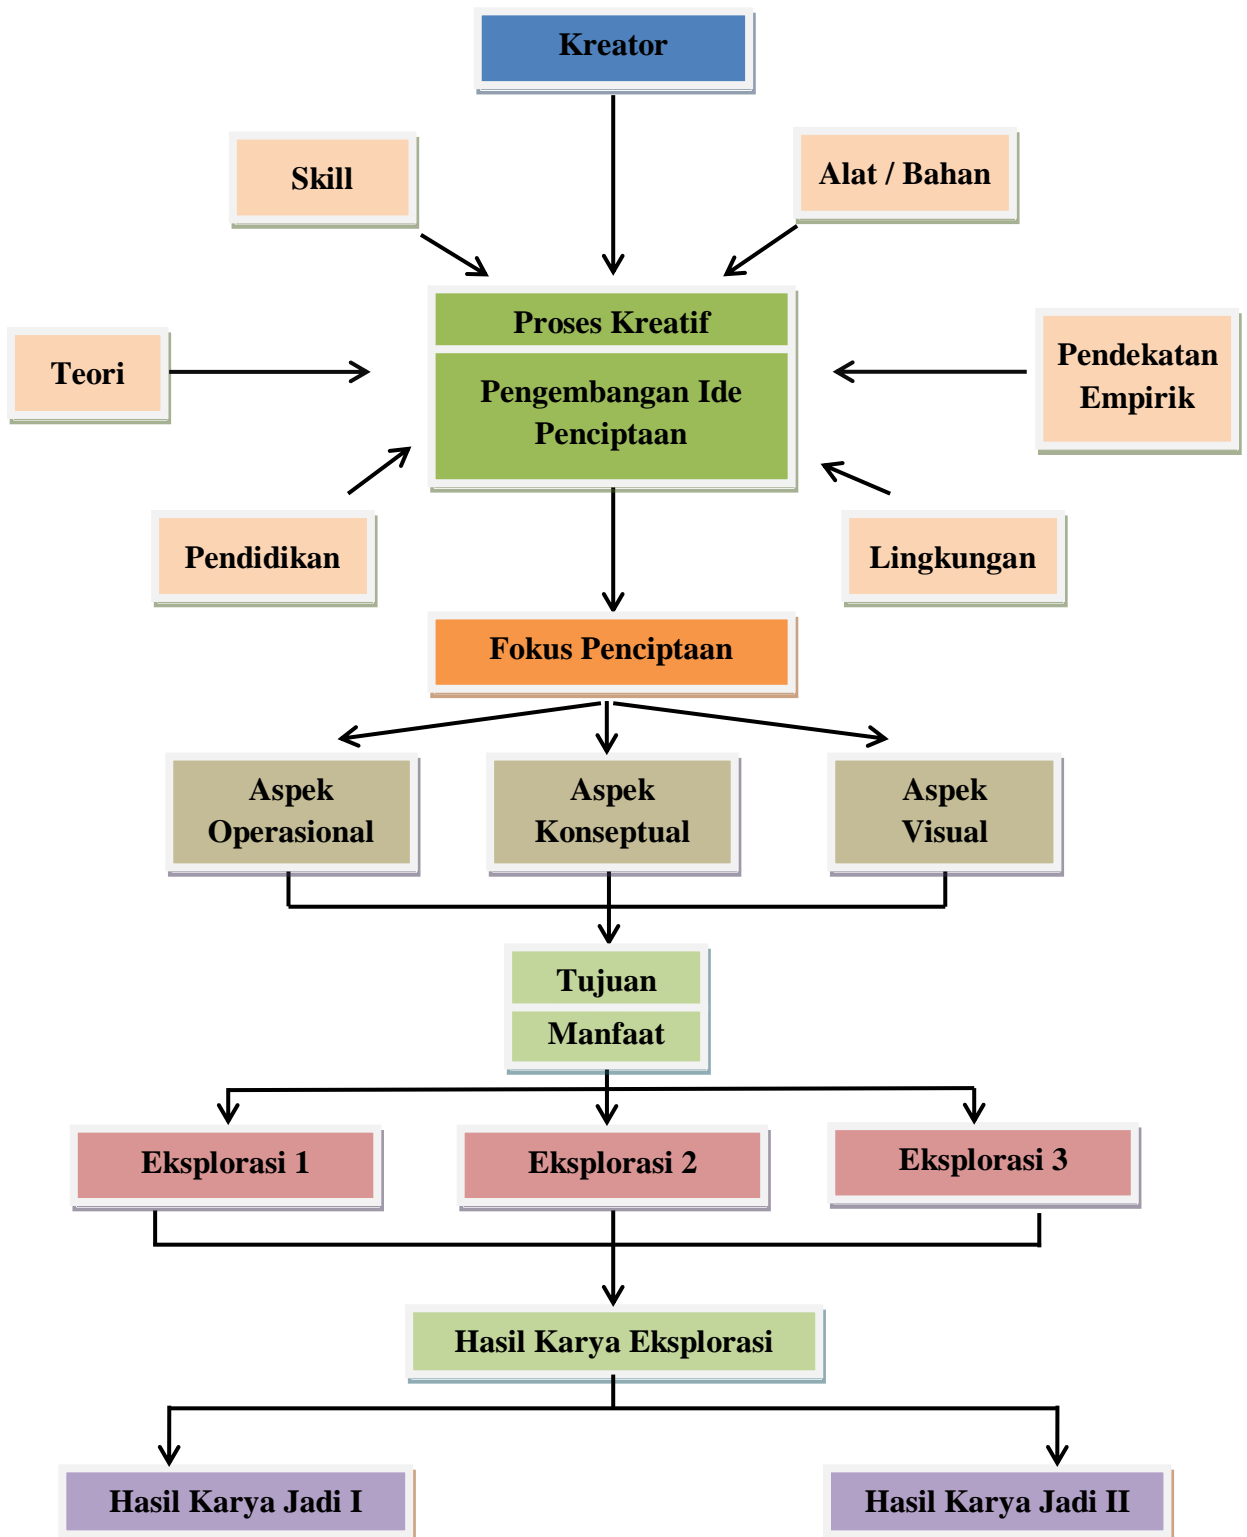 Kreator
Skill
Alat / Bahan
Proses Kreatif
Teori
Pengembangan Ide
Penciptaan
Pendekatan
Empirik
Pendidikan
Lingkungan
Fokus Penciptaan
Aspek
Operasional
Aspek
Konseptual
Aspek
Visual
Tujuan
Manfaat
Eksplorasi 1
Eksplorasi 2
Eksplorasi 3
Hasil Karya Eksplorasi
Hasil Karya Jadi I
Hasil Karya Jadi II